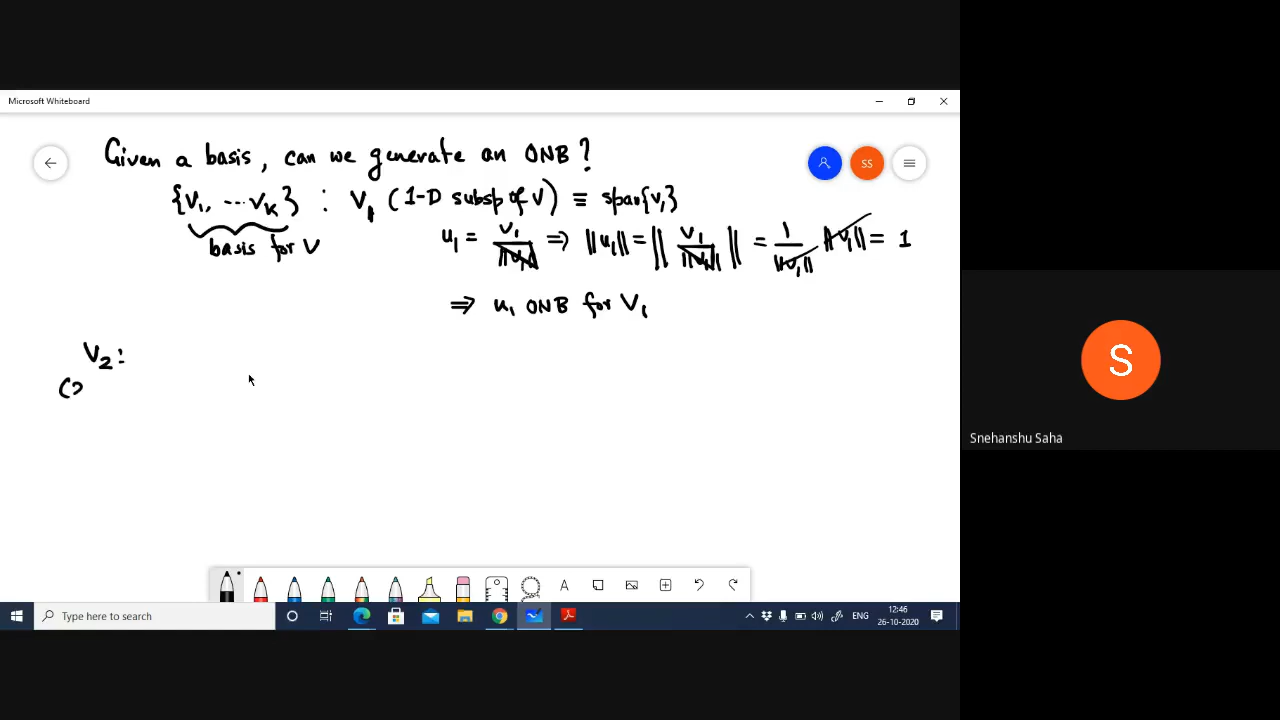 Microsoft Whiteboard
Given a basis, can we generate an ONB?
{v₁, ... vₖ} : V₁ (1-D subsp of V) ≡ span{v₁}
basis for V
u₁ = v₁/||v₁|| ⇒ ||u₁|| = || v₁/||v₁|| || = 1/||v₁|| ||v₁|| = 1
⇒ u₁ ONB for V₁
V₂:
SS
S
Snehanshu Saha
A
Type here to search
ENG
12:46
26-10-2020